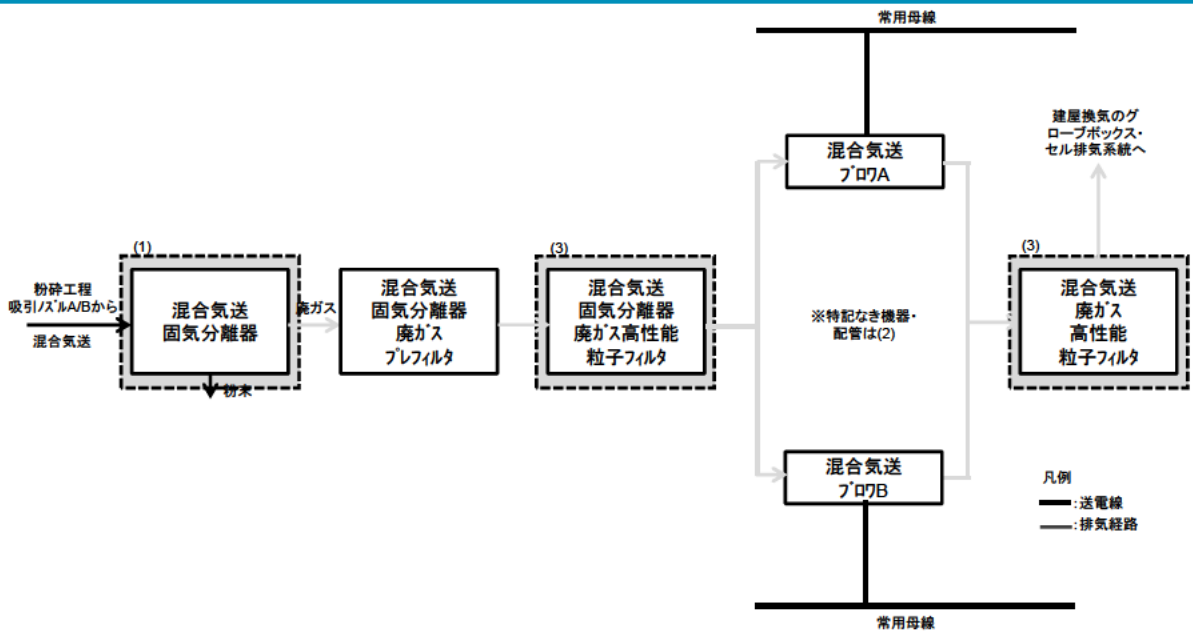 常用母線
建屋換気のグ
ローブボックス・
セル排気系統へ
混合気送
ブロワA
(1)
(3)
(3)
粉砕工程
吸引ノズルA/Bから
混合気送
混合気送
固気分離器
廃ガス
混合気送
固気分離器
廃ガス
プレフィルタ
混合気送
固気分離器
廃ガス高性能
粒子フィルタ
※特記なき機器・
配管は(2)
混合気送
廃ガス
高性能
粒子フィルタ
粉末
混合気送
ブロワB
凡例
:送電線
:排気経路
常用母線